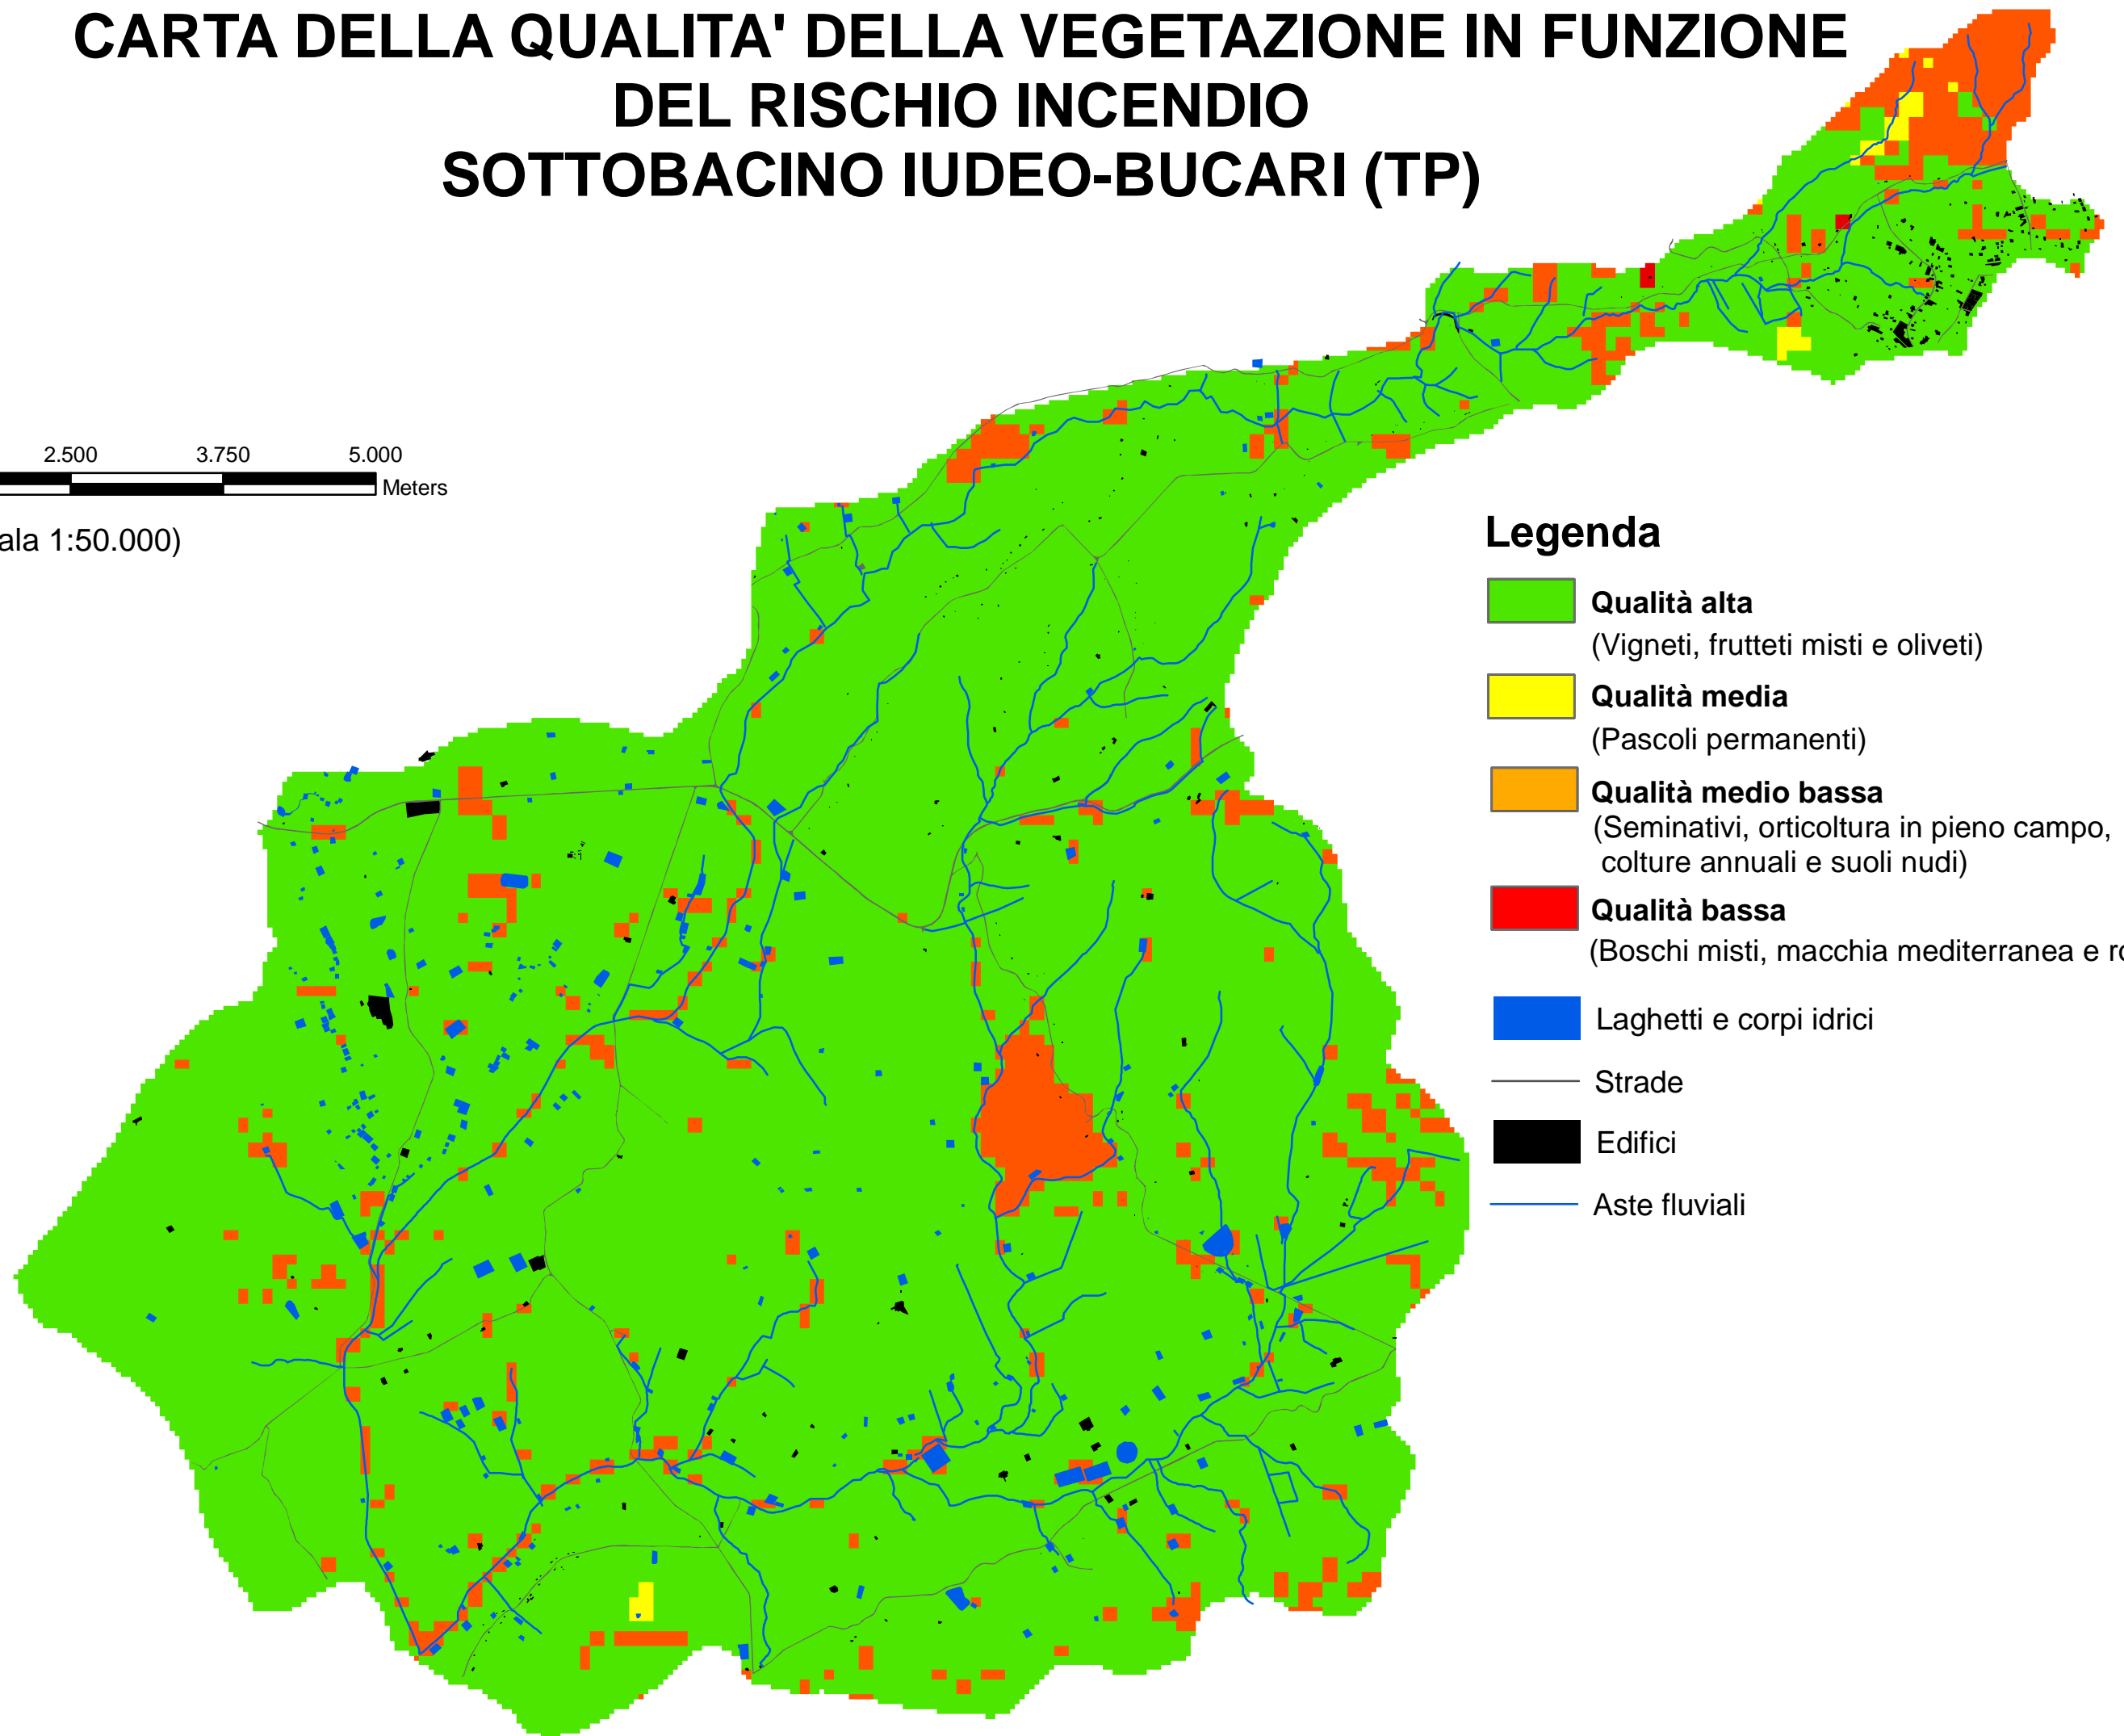 CARTA DELLA QUALITA' DELLA VEGETAZIONE IN FUNZIONE
DEL RISCHIO INCENDIO
SOTTOBACINO IUDEO-BUCARI (TP)
2.500 3.750 5.000
Meters
ala 1:50.000)
Legenda
Qualità alta
(Vigneti, frutteti misti e oliveti)
Qualità media
(Pascoli permanenti)
Qualità medio bassa
(Seminativi, orticoltura in pieno campo,
colture annuali e suoli nudi)
Qualità bassa
(Boschi misti, macchia mediterranea e
Laghetti e corpi idrici
Strade
Edifici
Aste fluviali